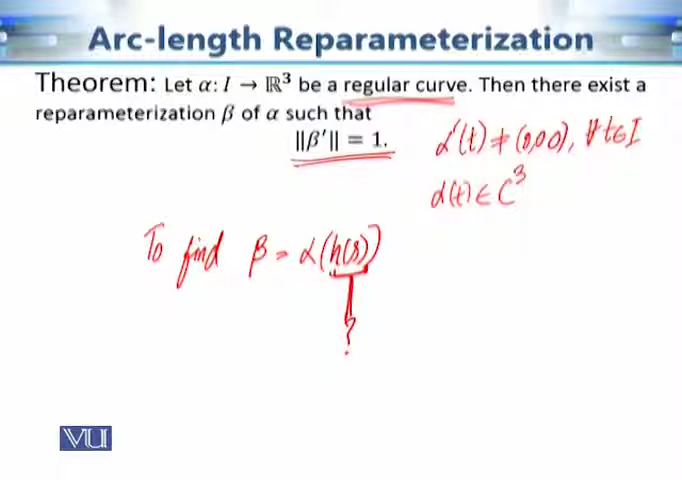 Arc-length Reparameterization
Theorem: Let α: I → ℝ³ be a regular curve. Then there exist a
reparameterization β of α such that
||β′|| = 1.
α′(t) ≠ (0,0,0), ∀ t∈I
α(t) ∈ C³
To find β = α(h(s))
?
VU